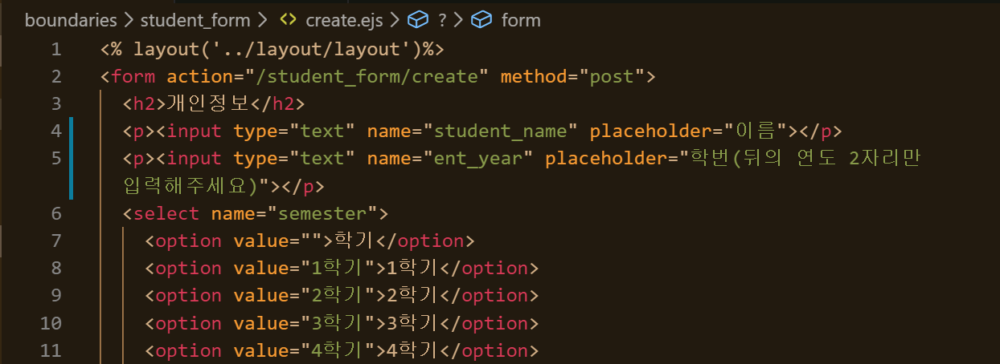 boundaries > student_form > <> create.ejs > ? > form
1 <% layout('../layout/layout')%>
2 <form action="/student_form/create" method="post">
3 <h2>개인정보</h2>
4 <p><input type="text" name="student_name" placeholder="이름"></p>
5 <p><input type="text" name="ent_year" placeholder="학번(뒤의 연도 2자리만
입력해주세요)"></p>
6 <select name="semester">
7 <option value="">학기</option>
8 <option value="1학기">1학기</option>
9 <option value="2학기">2학기</option>
10 <option value="3학기">3학기</option>
11 <option value="4학기">4학기</option>